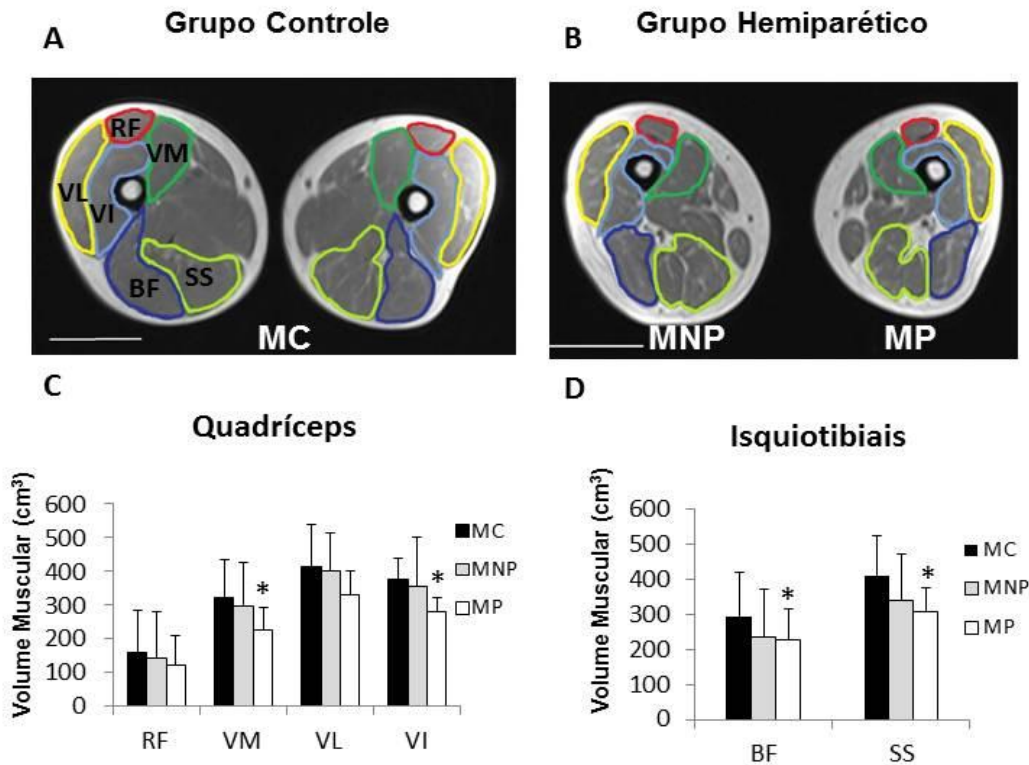 A
Grupo Controle
B
Grupo Hemiparético
RF
VM
VL
VI
BF
SS
MC
MNP
MP
C
Quadríceps
Volume Muscular (cm³)
600
500
400
300
200
100
0
*
*
MC
MNP
MP
RF VM VL VI
D
Isquiotibiais
Volume Muscular (cm³)
600
500
400
300
200
100
0
*
*
MC
MNP
MP
BF SS